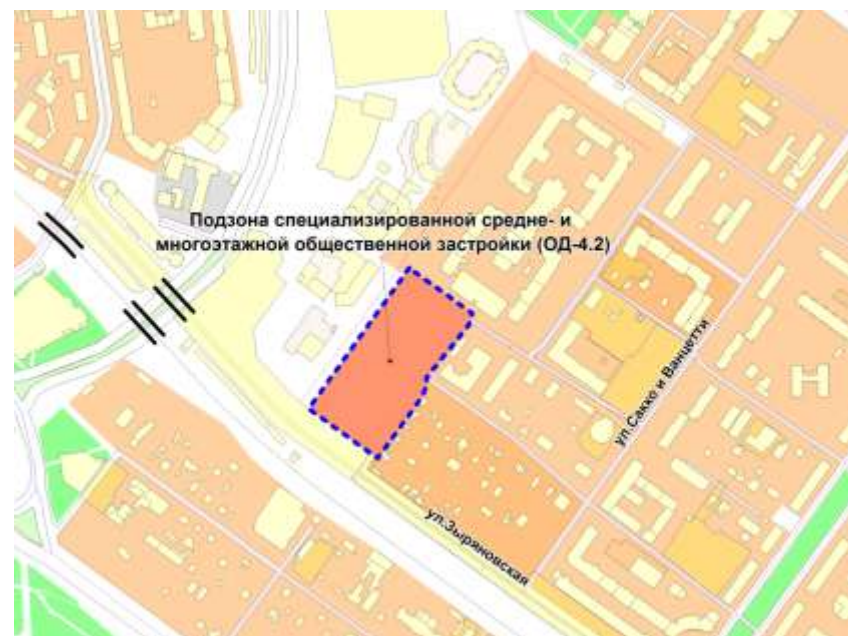 Подзона специализированной средне- и
многоэтажной общественной застройки (ОД-4.2)
ул.Сакко и Ванцетти
ул.Зыряновская